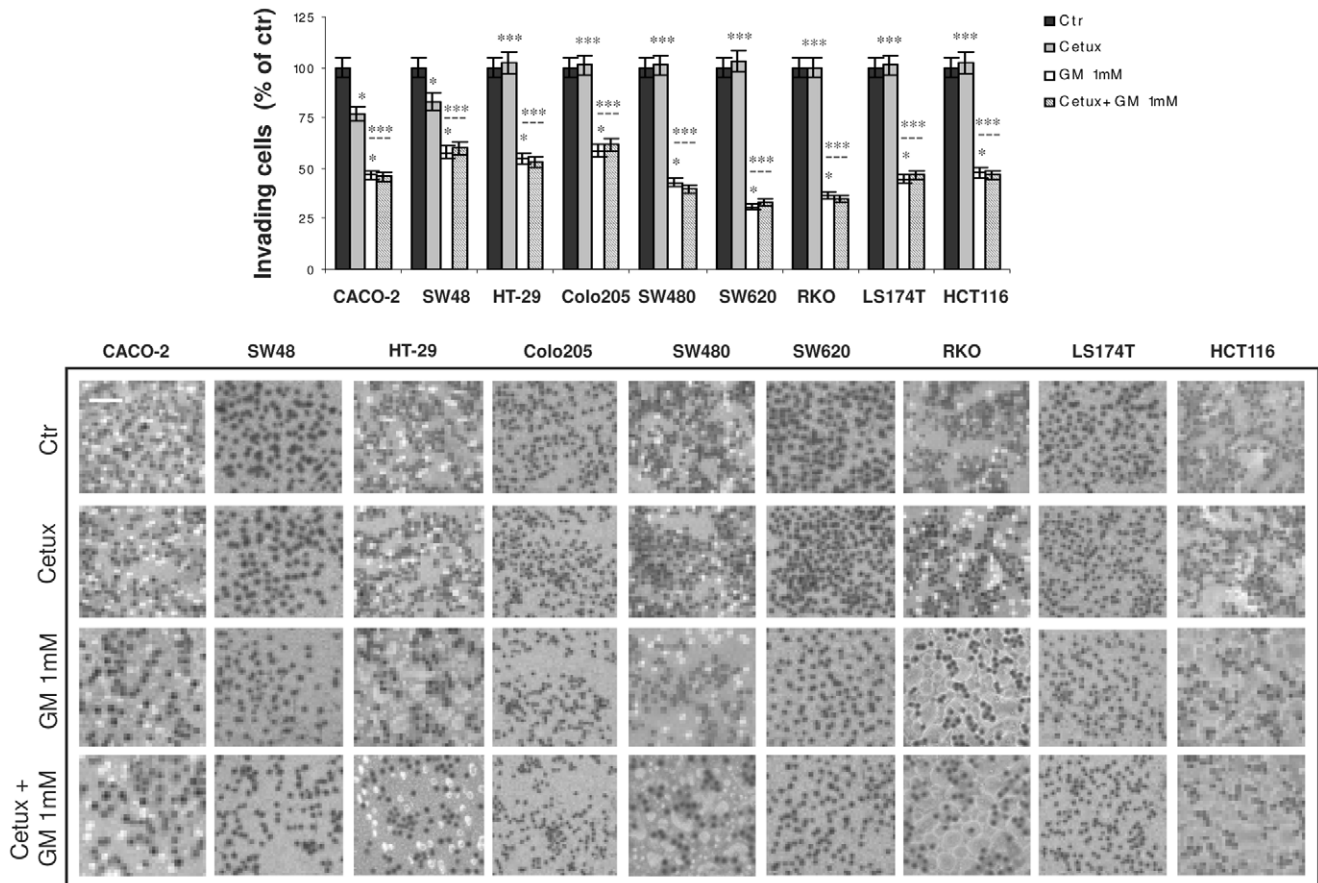 Invading cells (% of ctr)
125
100
75
50
25
0
*
*
***
*
*
***
***
*
***
***
*
***
***
*
***
***
*
***
***
*
***
***
*
***
***
*
***
CACO-2 SW48 HT-29 Colo205 SW480 SW620 RKO LS174T HCT116
Ctr
Cetux
GM 1mM
Cetux+ GM 1mM
CACO-2 SW48 HT-29 Colo205 SW480 SW620 RKO LS174T HCT116
Ctr
Cetux
GM 1mM
Cetux +
GM 1mM